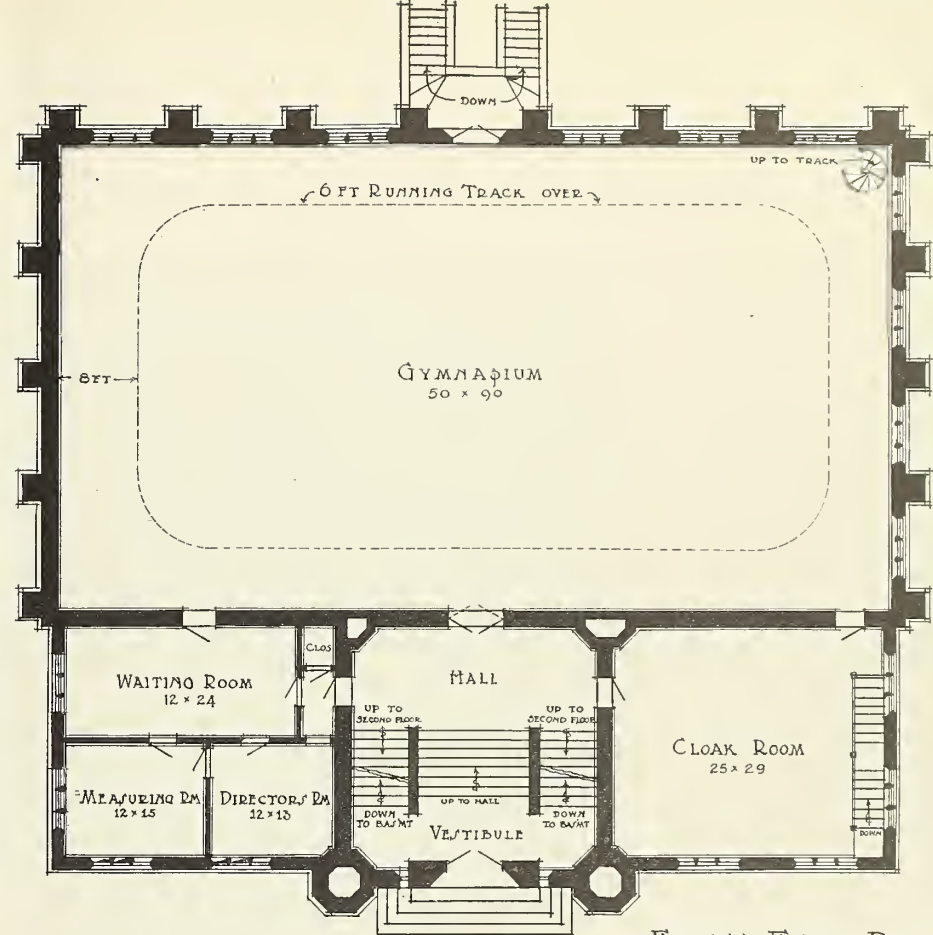 DOWN
UP TO TRACK
6 FT RUNNING TRACK OVER
8FT
GYMNASIUM
50 × 90
CLOS
WAITING ROOM
12 × 24
HALL
UP TO
SECOND FLOOR
UP TO
SECOND FLOOR
CLOAK ROOM
25 × 29
MEASURING RM
12 × 15
DIRECTORS RM
12 × 13
UP TO HALL
DOWN
TO BASMT
DOWN
TO BASMT
VESTIBULE
DOWN